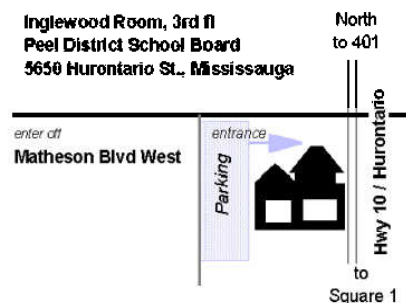 Inglewood Room, 3rd fl
Peel District School Board
5650 Hurontario St., Mississauga
North
to 401
enter off
Matheson Blvd West
entrance
Parking
Hwy 10 / Hurontario
to
Square 1